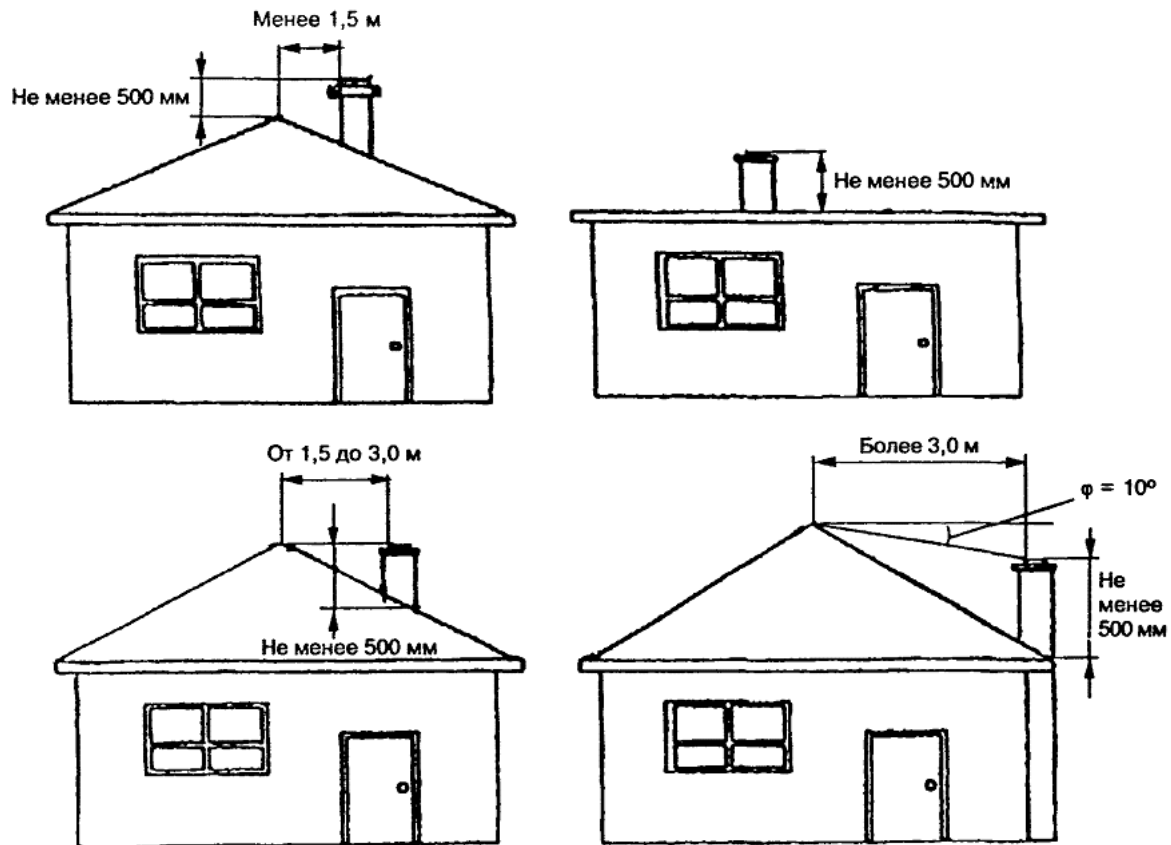 Менее 1,5 м
Не менее 500 мм
Не менее 500 мм
От 1,5 до 3,0 м
Не менее 500 мм
Более 3,0 м
φ = 10º
Не
менее
500 мм